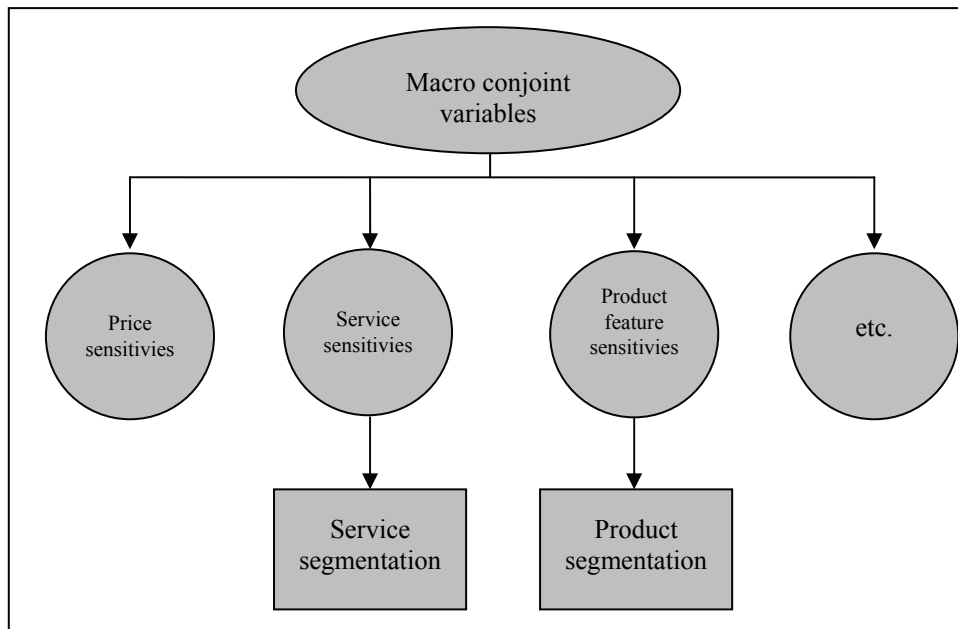 Macro conjoint
variables
Price
sensitivies
Service
sensitivies
Product
feature
sensitivies
etc.
Service
segmentation
Product
segmentation